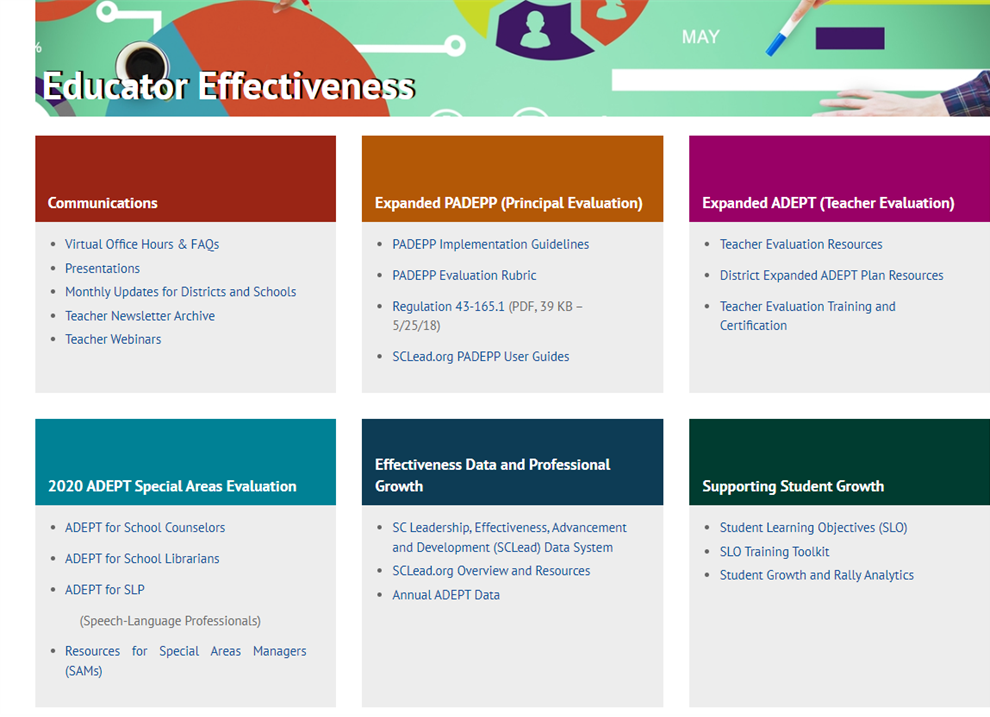 %
MAY
Educator Effectiveness
Communications
• Virtual Office Hours & FAQs
• Presentations
• Monthly Updates for Districts and Schools
• Teacher Newsletter Archive
• Teacher Webinars
Expanded PADEPP (Principal Evaluation)
• PADEPP Implementation Guidelines
• PADEPP Evaluation Rubric
• Regulation 43-165.1 (PDF, 39 KB –
5/25/18)
• SCLead.org PADEPP User Guides
Expanded ADEPT (Teacher Evaluation)
• Teacher Evaluation Resources
• District Expanded ADEPT Plan Resources
• Teacher Evaluation Training and
Certification
2020 ADEPT Special Areas Evaluation
• ADEPT for School Counselors
• ADEPT for School Librarians
• ADEPT for SLP
(Speech-Language Professionals)
• Resources for Special Areas Managers
(SAMs)
Effectiveness Data and Professional
Growth
• SC Leadership, Effectiveness, Advancement
and Development (SCLead) Data System
• SCLead.org Overview and Resources
• Annual ADEPT Data
Supporting Student Growth
• Student Learning Objectives (SLO)
• SLO Training Toolkit
• Student Growth and Rally Analytics